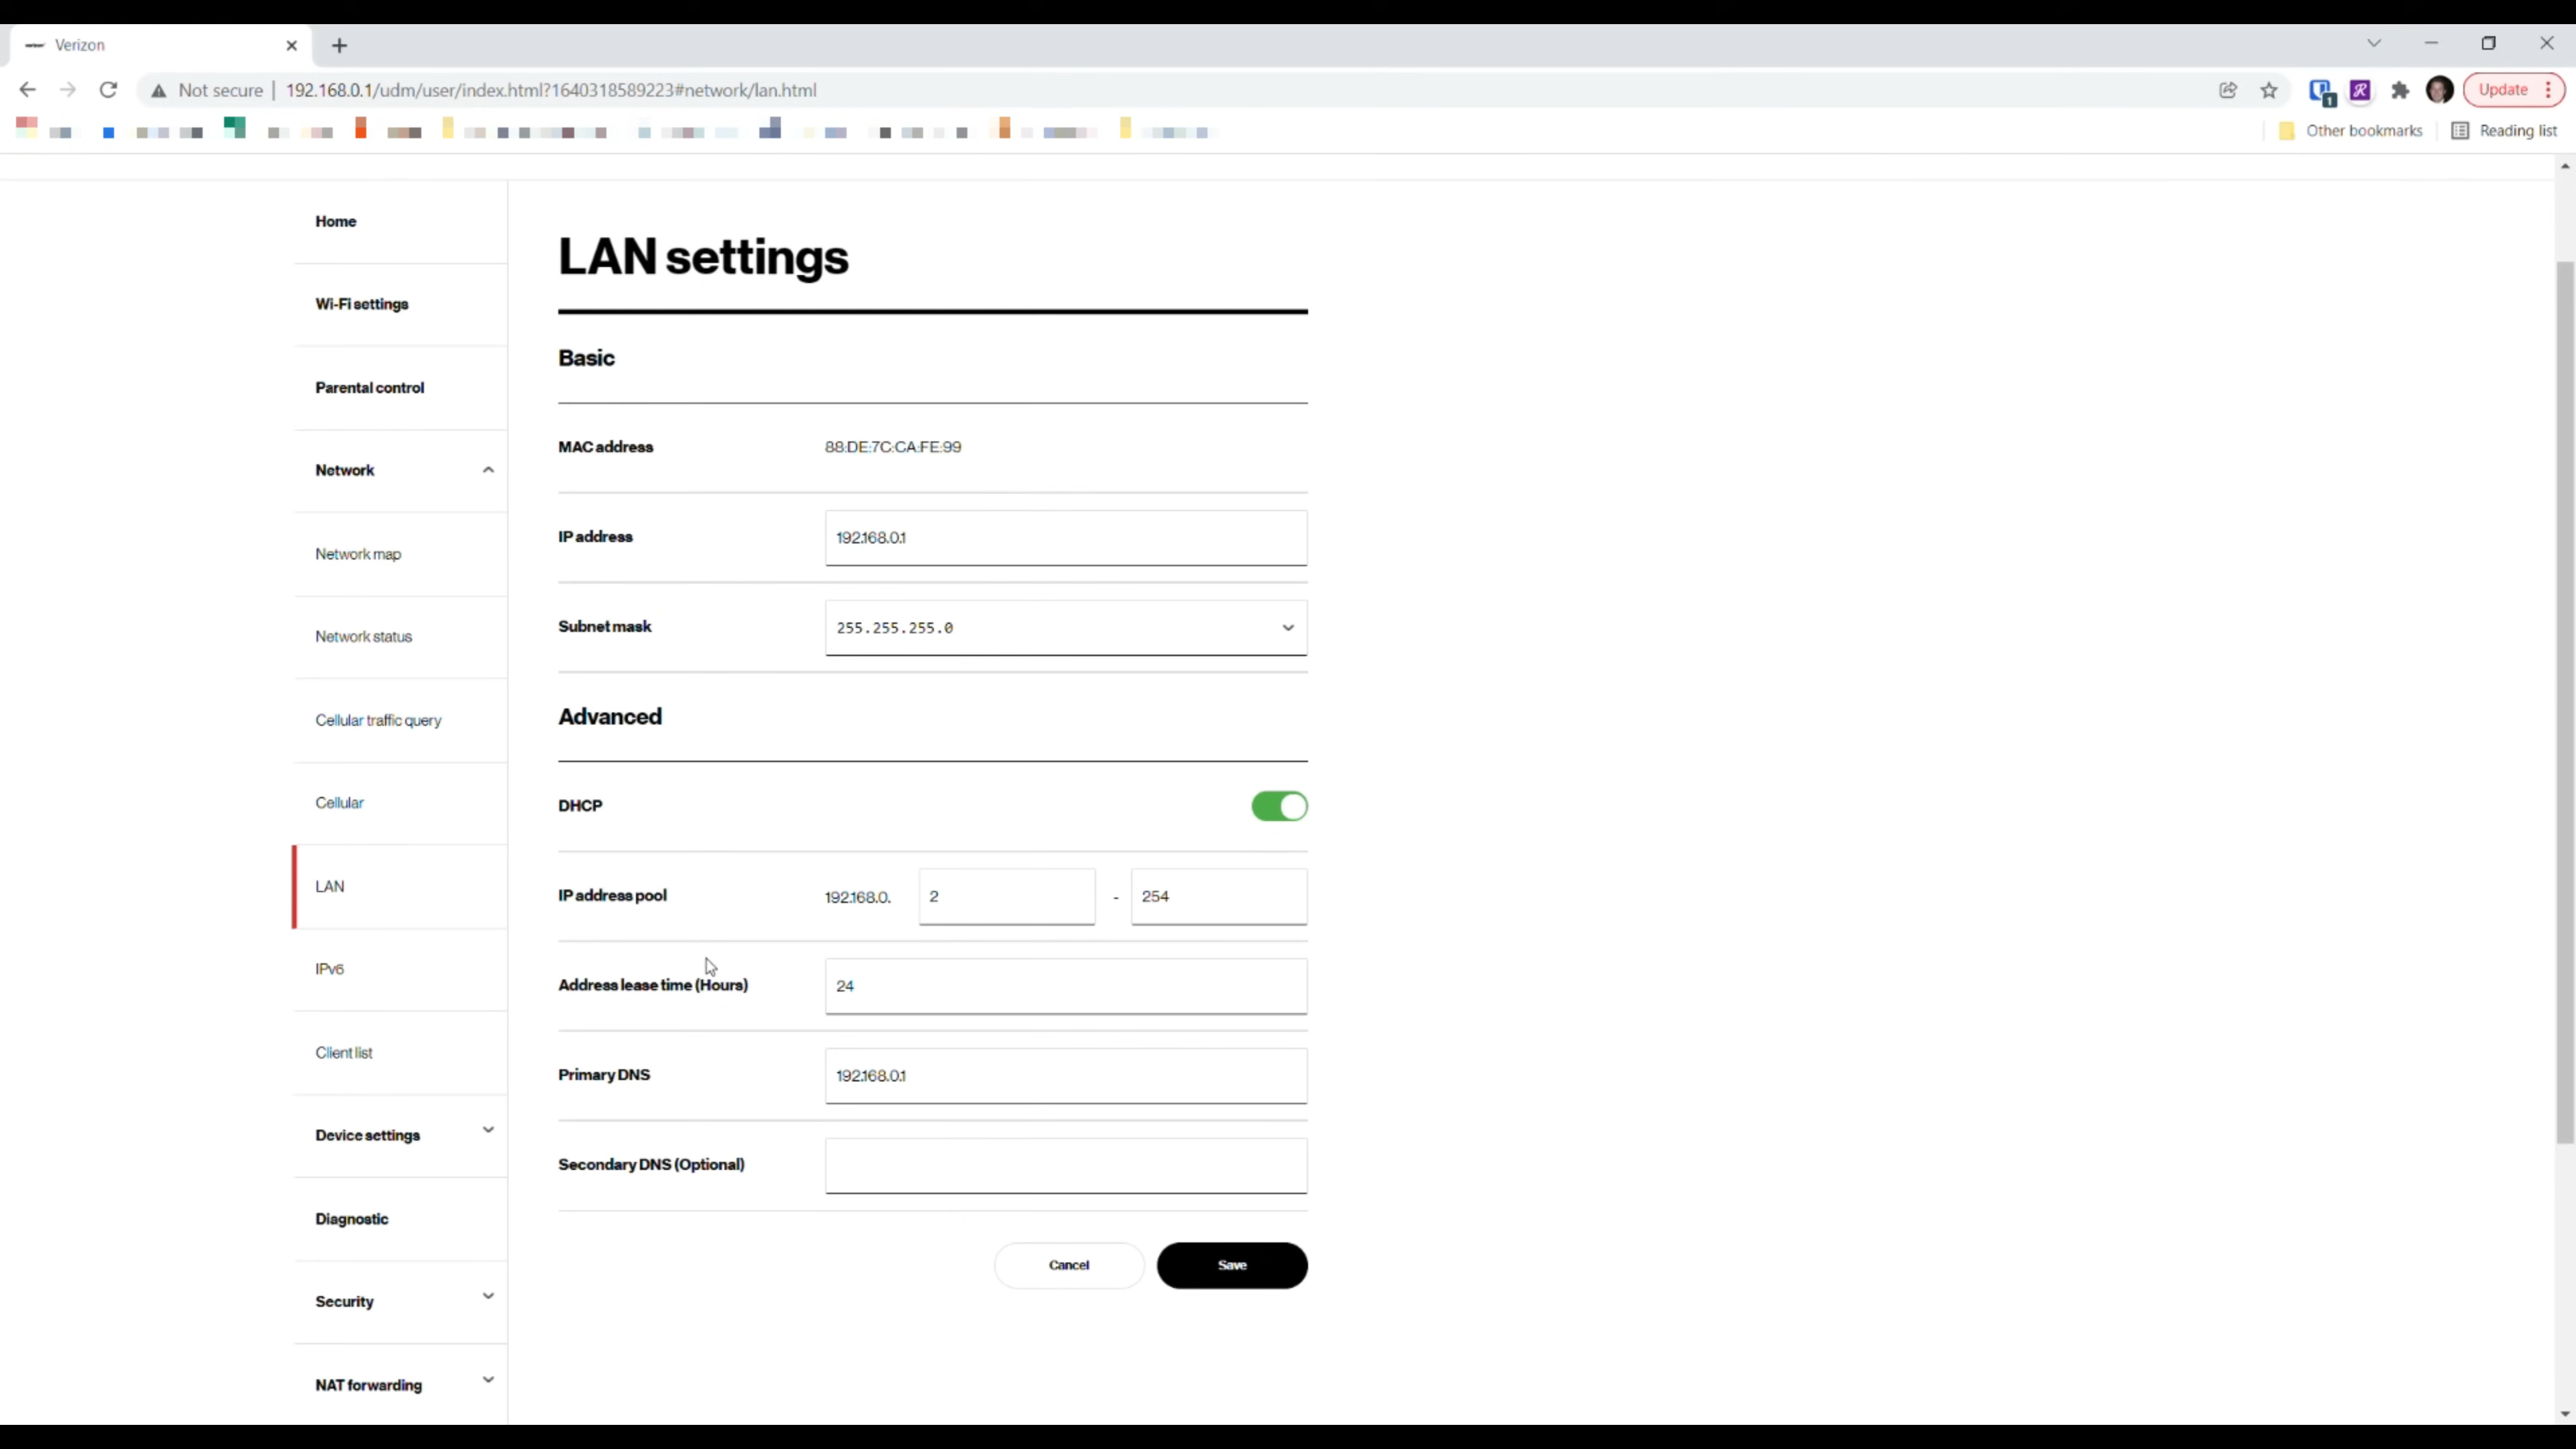 Verizon
Not secure | 192.168.0.1/udm/user/index.html?1640318589223#network/lan.html
Update
1
Other bookmarks
Reading list
Home
Wi-Fi settings
Parental control
Network
Network map
Network status
Cellular traffic query
Cellular
LAN
IPv6
Client list
Device settings
Diagnostic
Security
NAT forwarding
LAN settings
Basic
MAC address 88:DE:7C:CA:FE:99
IP address 192.168.0.1
Subnet mask 255.255.255.0
Advanced
DHCP
IP address pool 192.168.0. 2 - 254
Address lease time (Hours) 24
Primary DNS 192.168.0.1
Secondary DNS (Optional)
Cancel Save